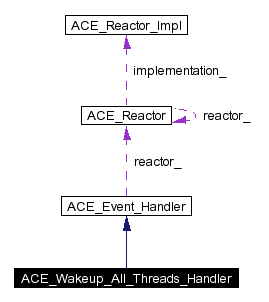 ACE_Reactor_Impl
implementation_
ACE_Reactor
reactor_
reactor_
ACE_Event_Handler
ACE_Wakeup_All_Threads_Handler